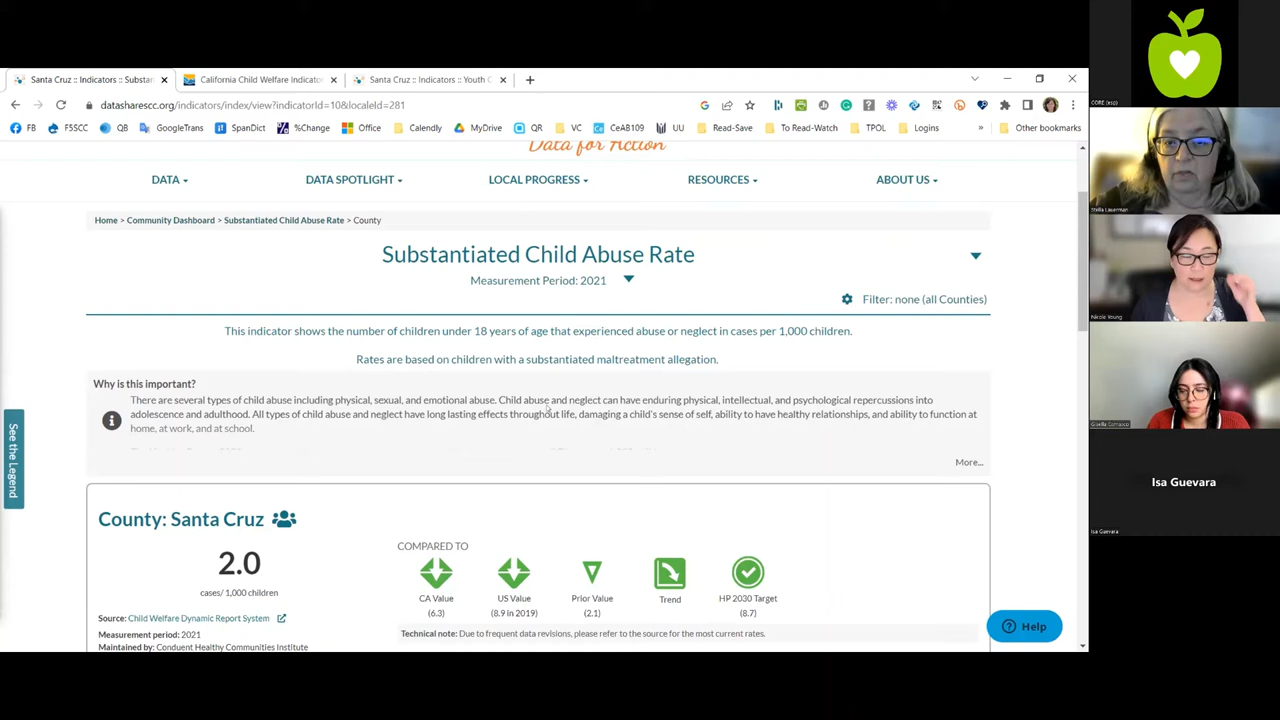 Santa Cruz :: Indicators :: Substan
California Child Welfare Indicato
Santa Cruz :: Indicators :: Youth C
datasharescc.org/indicators/index/view?indicatorId=10&localeId=281
FB
F5SCC
QB
GoogleTrans
SpanDict
%Change
Office
Calendly
MyDrive
QR
VC
CeAB109
UU
Read-Save
To Read-Watch
TPOL
Logins
»
Other bookmarks
Data for Action
DATA
DATA SPOTLIGHT
LOCAL PROGRESS
RESOURCES
ABOUT US
Home > Community Dashboard > Substantiated Child Abuse Rate > County
Substantiated Child Abuse Rate
Measurement Period: 2021
Filter: none (all Counties)
This indicator shows the number of children under 18 years of age that experienced abuse or neglect in cases per 1,000 children.
Rates are based on children with a substantiated maltreatment allegation.
Why is this important?
There are several types of child abuse including physical, sexual, and emotional abuse. Child abuse and neglect can have enduring physical, intellectual, and psychological repercussions into
adolescence and adulthood. All types of child abuse and neglect have long lasting effects throughout life, damaging a child's sense of self, ability to have healthy relationships, and ability to function at
home, at work, and at school.
More...
See the Legend
County: Santa Cruz
2.0
cases/ 1,000 children
Source: Child Welfare Dynamic Report System
Measurement period: 2021
Maintained by: Conduent Healthy Communities Institute
COMPARED TO
CA Value
(6.3)
US Value
(8.9 in 2019)
Prior Value
(2.1)
Trend
HP 2030 Target
(8.7)
Technical note: Due to frequent data revisions, please refer to the source for the most current rates.
Help
CORE (esp)
Stella Lauerman
Nicole Young
Isa Guevara
Isa Guevara